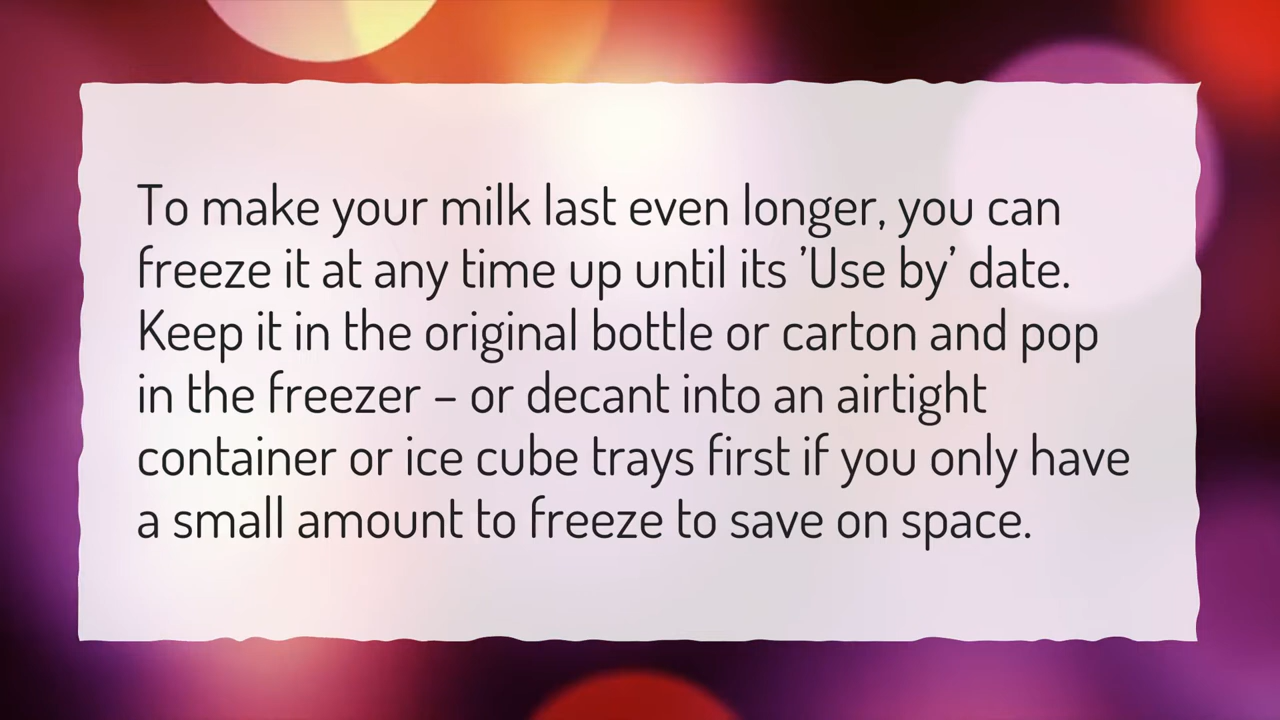 To make your milk last even longer, you can
freeze it at any time up until its ’Use by’ date.
Keep it in the original bottle or carton and pop
in the freezer – or decant into an airtight
container or ice cube trays first if you only have
a small amount to freeze to save on space.